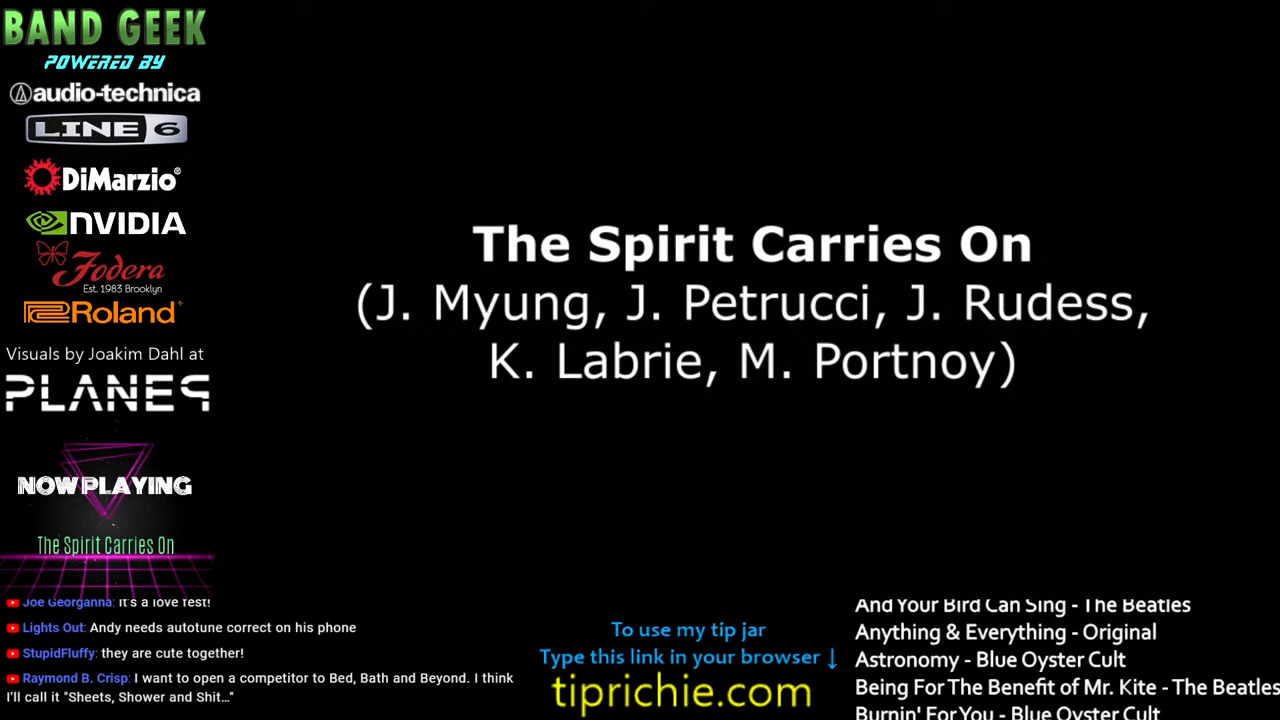 BAND GEEK
POWERED BY
audio-technica
LINE 6
DiMarzio®
NVIDIA
Fodera
Est. 1983 Brooklyn
Roland®
Visuals by Joakim Dahl at
PLANE9
NOW PLAYING
The Spirit Carries On
The Spirit Carries On
(J. Myung, J. Petrucci, J. Rudess,
K. Labrie, M. Portnoy)
Joe Georganna: It's a love fest!
Lights Out: Andy needs autotune correct on his phone
StupidFluffy: they are cute together!
Raymond B. Crisp: I want to open a competitor to Bed, Bath and Beyond. I think
I'll call it "Sheets, Shower and Shit..."
To use my tip jar
Type this link in your browser ↓
tiprichie.com
And Your Bird Can Sing - The Beatles
Anything & Everything - Original
Astronomy - Blue Oyster Cult
Being For The Benefit of Mr. Kite - The Beatles
Burnin' For You - Blue Oyster Cult